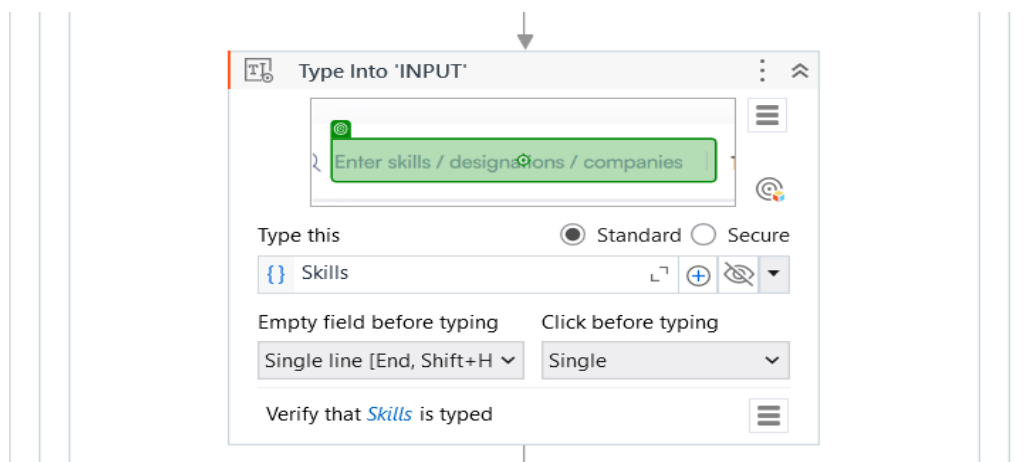 Type Into 'INPUT'
Enter skills / designations / companies
Type this
Standard
Secure
{} Skills
Empty field before typing
Click before typing
Single line [End, Shift+H
Single
Verify that Skills is typed